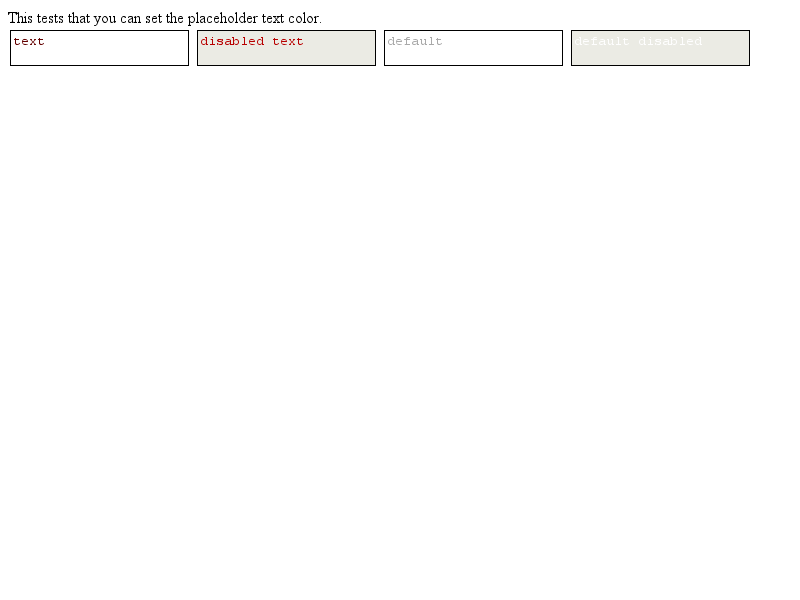 This tests that you can set the placeholder text color.
text disabled text default default disabled